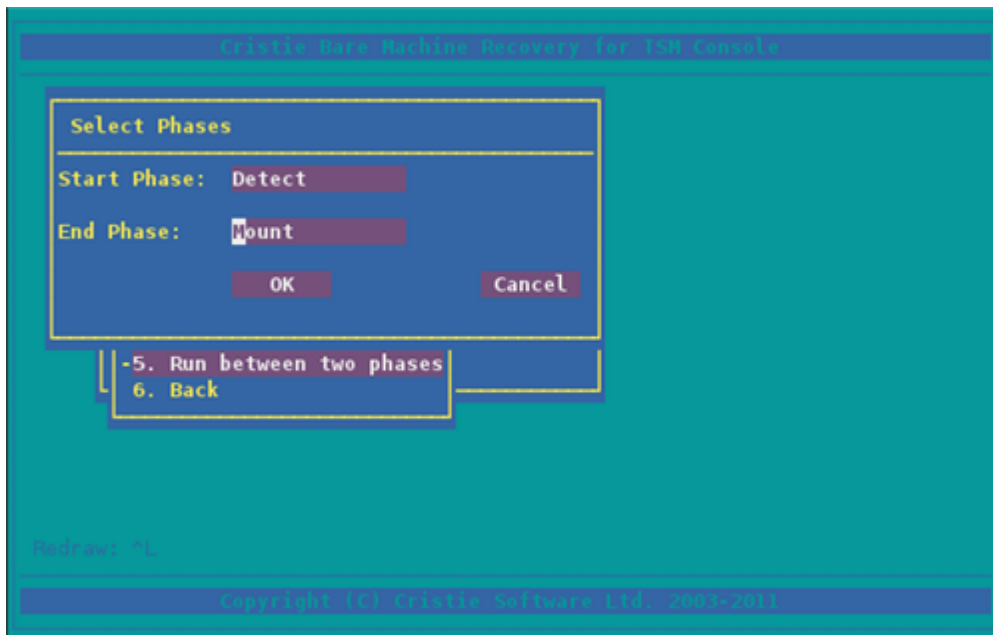 Cristie Bare Machine Recovery for TSM Console
Select Phases
Start Phase: Detect
End Phase: Mount
OK Cancel
-5. Run between two phases
6. Back
Redraw: ^L
Copyright (C) Cristie Software Ltd. 2003-2011